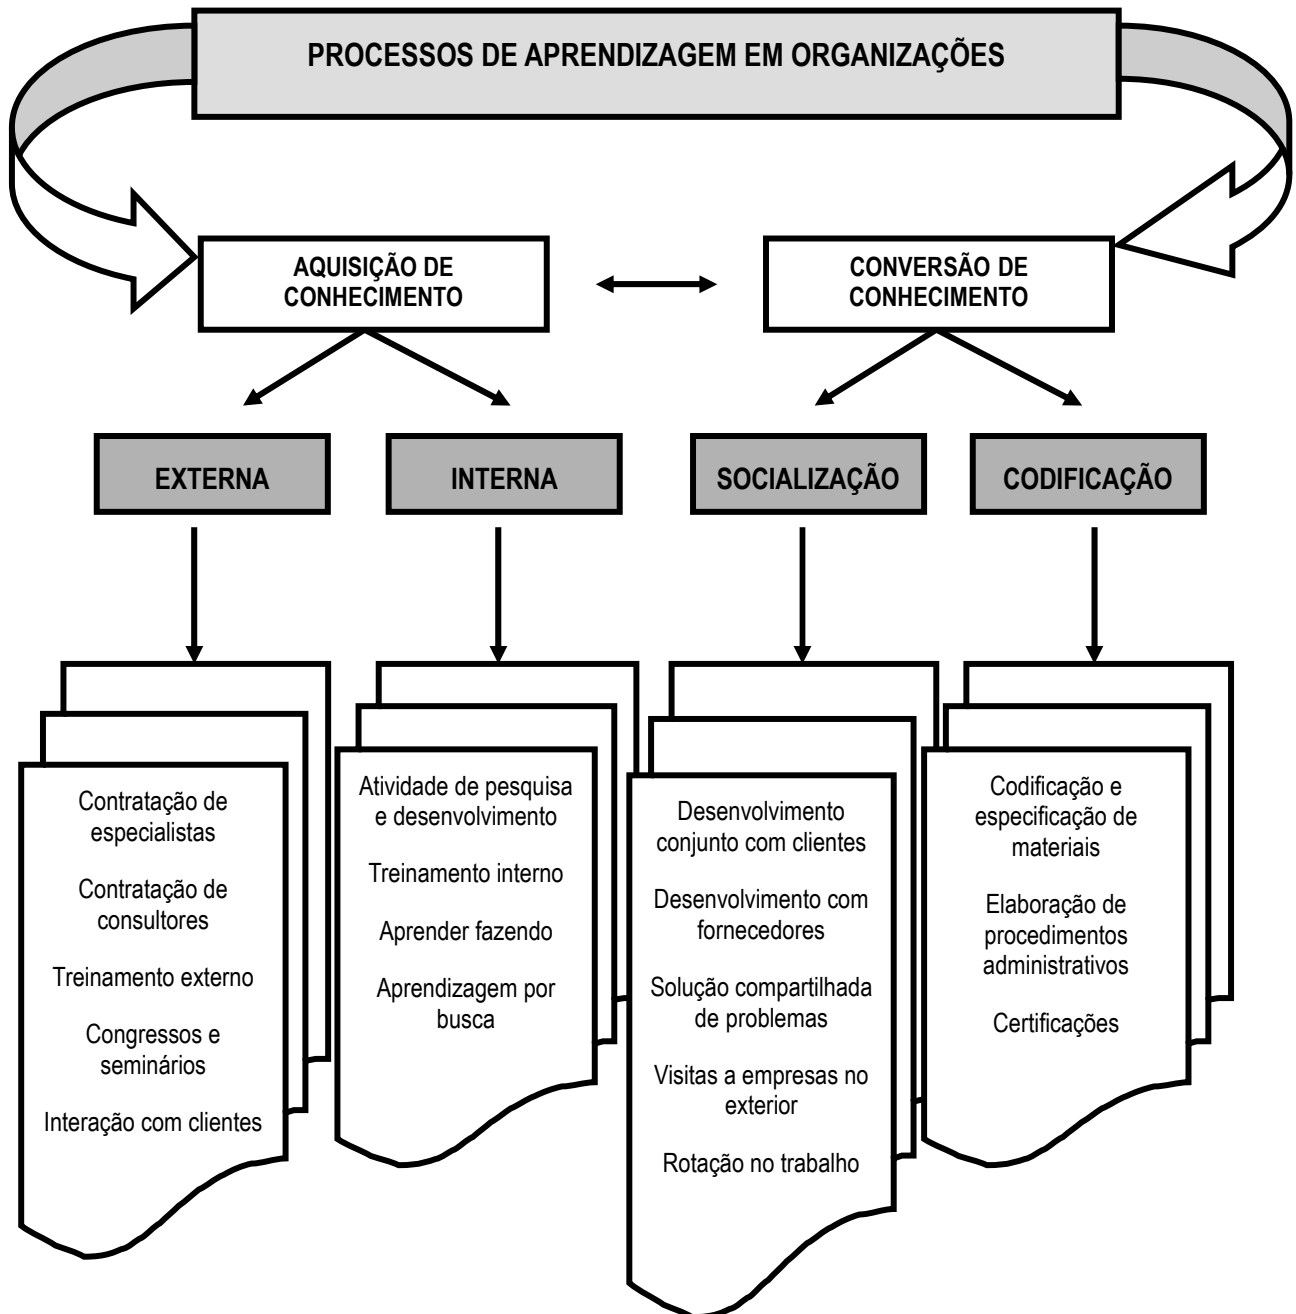 PROCESSOS DE APRENDIZAGEM EM ORGANIZAÇÕES
AQUISIÇÃO DE
CONHECIMENTO
CONVERSÃO DE
CONHECIMENTO
EXTERNA
INTERNA
SOCIALIZAÇÃO
CODIFICAÇÃO
Contratação de
especialistas
Contratação de
consultores
Treinamento externo
Congressos e
seminários
Interação com clientes
Atividade de pesquisa
e desenvolvimento
Treinamento interno
Aprender fazendo
Aprendizagem por
busca
Desenvolvimento
conjunto com clientes
Desenvolvimento com
fornecedores
Solução compartilhada
de problemas
Visitas a empresas no
exterior
Rotação no trabalho
Codificação e
especificação de
materiais
Elaboração de
procedimentos
administrativos
Certificações